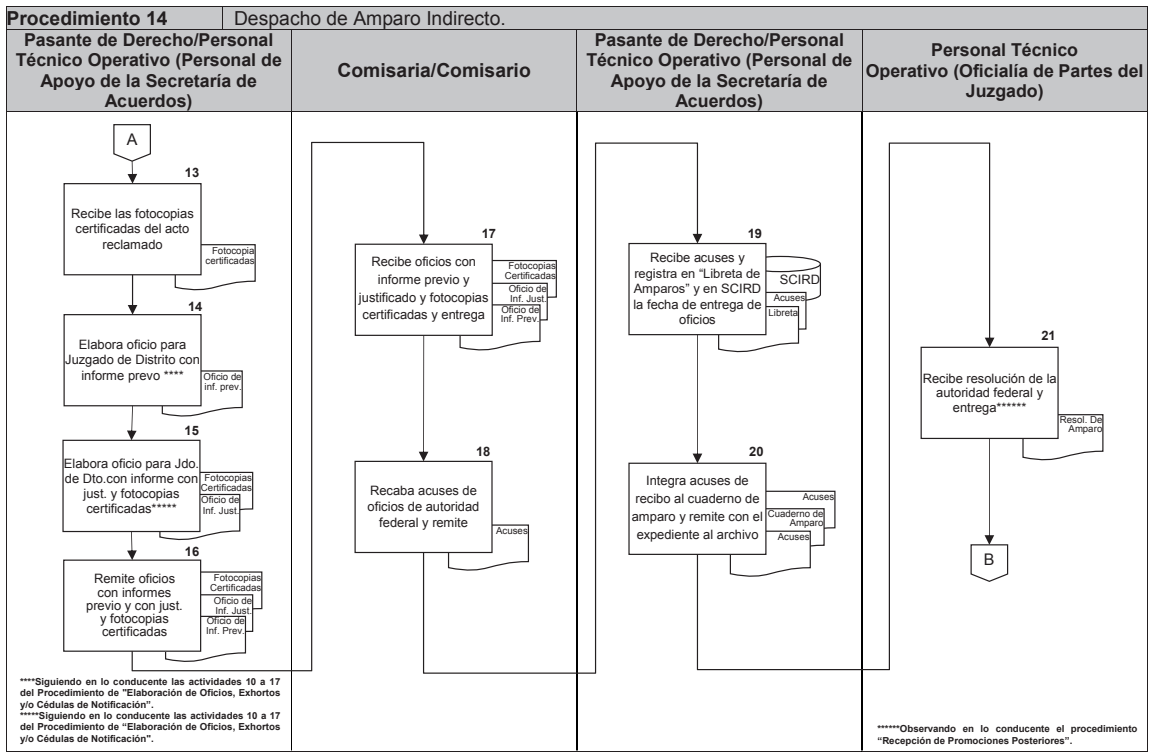 Procedimiento 14
Despacho de Amparo Indirecto.
Pasante de Derecho/Personal
Técnico Operativo (Personal de
Apoyo de la Secretaría de
Acuerdos)
Comisaria/Comisario
Pasante de Derecho/Personal
Técnico Operativo (Personal de
Apoyo de la Secretaría de
Acuerdos)
Personal Técnico
Operativo (Oficialía de Partes del
Juzgado)
A
13
Recibe las fotocopias
certificadas del acto
reclamado
Fotocopia
certificadas
14
Elabora oficio para
Juzgado de Distrito con
informe prevo ****
Oficio de
inf. prev.
15
Elabora oficio para Jdo.
de Dto.con informe con
just. y fotocopias
certificadas*****
Fotocopias
Certificadas
Oficio de
Inf. Just.
16
Remite oficios
con informes
previo y con just.
y fotocopias
certificadas
Fotocopias
Certificadas
Oficio de
Inf. Just.
Oficio de
Inf. Prev.
****Siguiendo en lo conducente las actividades 10 a 17
del Procedimiento de "Elaboración de Oficios, Exhortos
y/o Cédulas de Notificación”.
*****Siguiendo en lo conducente las actividades 10 a 17
del Procedimiento de “Elaboración de Oficios, Exhortos
y/o Cédulas de Notificación".
17
Recibe oficios con
informe previo y
justificado y fotocopias
certificadas y entrega
Fotocopias
Certificadas
Oficio de
Inf. Just.
Oficio de
Inf. Prev.
18
Recaba acuses de
oficios de autoridad
federal y remite
Acuses
19
Recibe acuses y
registra en “Libreta de
Amparos” y en SCIRD
la fecha de entrega de
oficios
SCIRD
Acuses
Libreta
20
Integra acuses de
recibo al cuaderno de
amparo y remite con el
expediente al archivo
Acuses
Cuaderno de
Amparo
Acuses
21
Recibe resolución de la
autoridad federal y
entrega******
Resol. De
Amparo
B
******Observando en lo conducente el procedimiento
“Recepción de Promociones Posteriores”.